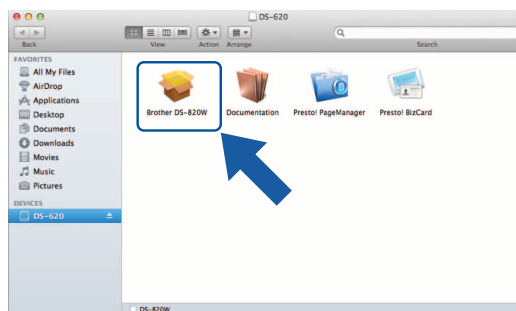 DS-620
Back
View
Action
Arrange
Search
FAVORITES
All My Files
AirDrop
Applications
Desktop
Documents
Downloads
Movies
Music
Pictures
DEVICES
DS-620
Brother DS-820W
Documentation
Presto! PageManager
Presto! BizCard
DS-820W